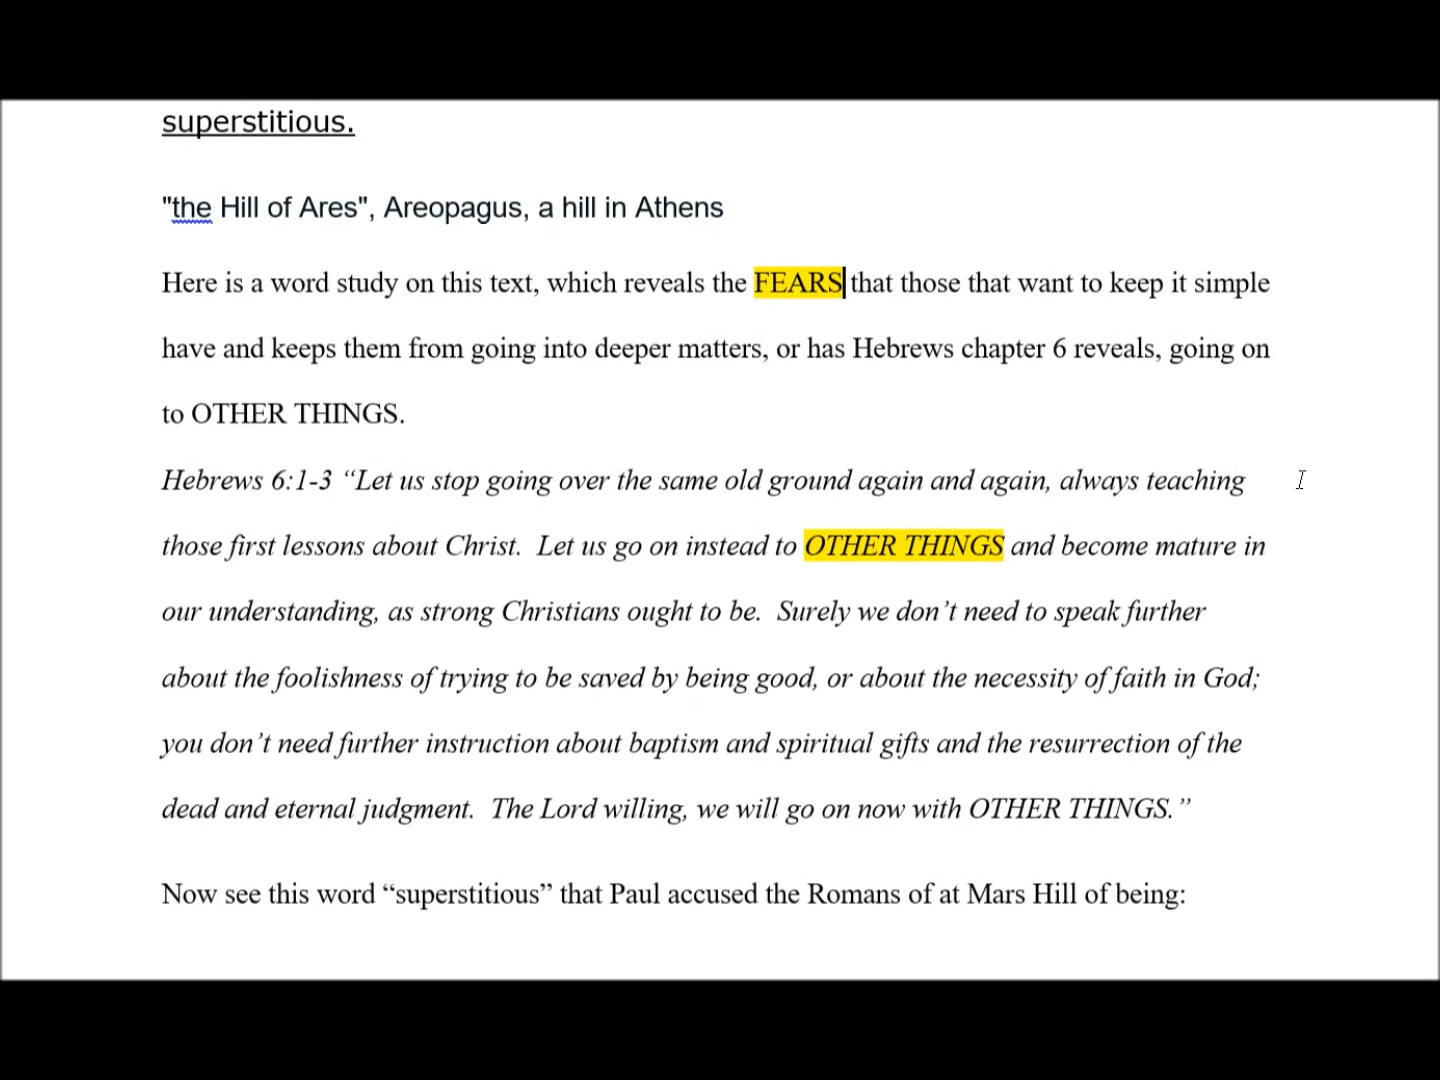 superstitious.
"the Hill of Ares", Areopagus, a hill in Athens
Here is a word study on this text, which reveals the FEARS that those that want to keep it simple
have and keeps them from going into deeper matters, or has Hebrews chapter 6 reveals, going on
to OTHER THINGS.
Hebrews 6:1-3 “Let us stop going over the same old ground again and again, always teaching
those first lessons about Christ.  Let us go on instead to OTHER THINGS and become mature in
our understanding, as strong Christians ought to be.  Surely we don’t need to speak further
about the foolishness of trying to be saved by being good, or about the necessity of faith in God;
you don’t need further instruction about baptism and spiritual gifts and the resurrection of the
dead and eternal judgment.  The Lord willing, we will go on now with OTHER THINGS.”
Now see this word “superstitious” that Paul accused the Romans of at Mars Hill of being: